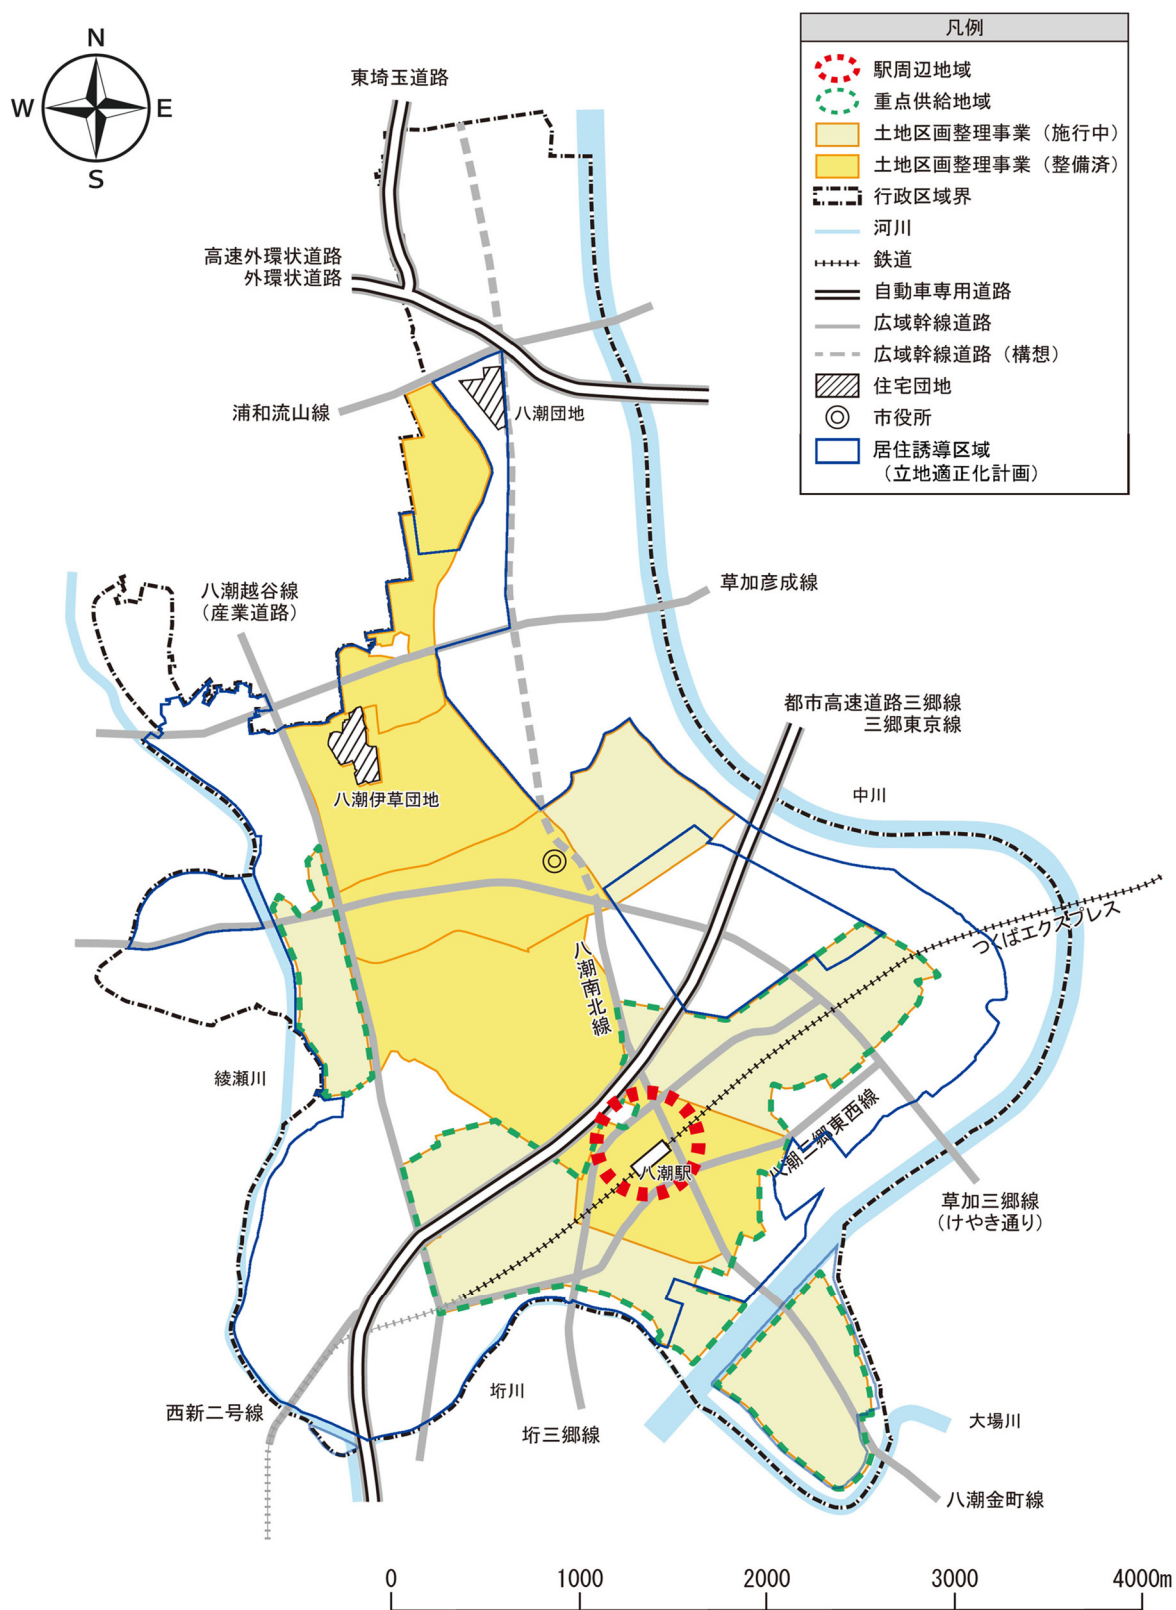 N
W
E
S
凡例
駅周辺地域
重点供給地域
土地区画整理事業（施行中）
土地区画整理事業（整備済）
行政区域界
河川
鉄道
自動車専用道路
広域幹線道路
広域幹線道路（構想）
住宅団地
市役所
居住誘導区域
（立地適正化計画）
東埼玉道路
高速外環状道路
外環状道路
浦和流山線
八潮団地
八潮越谷線
（産業道路）
草加彦成線
都市高速道路三郷線
三郷東京線
中川
八潮伊草団地
つくばエクスプレス
八潮南北線
綾瀬川
八潮三郷東西線
八潮駅
草加三郷線
（けやき通り）
西新二号線
垳川
垳三郷線
大場川
八潮金町線
0
1000
2000
3000
4000m